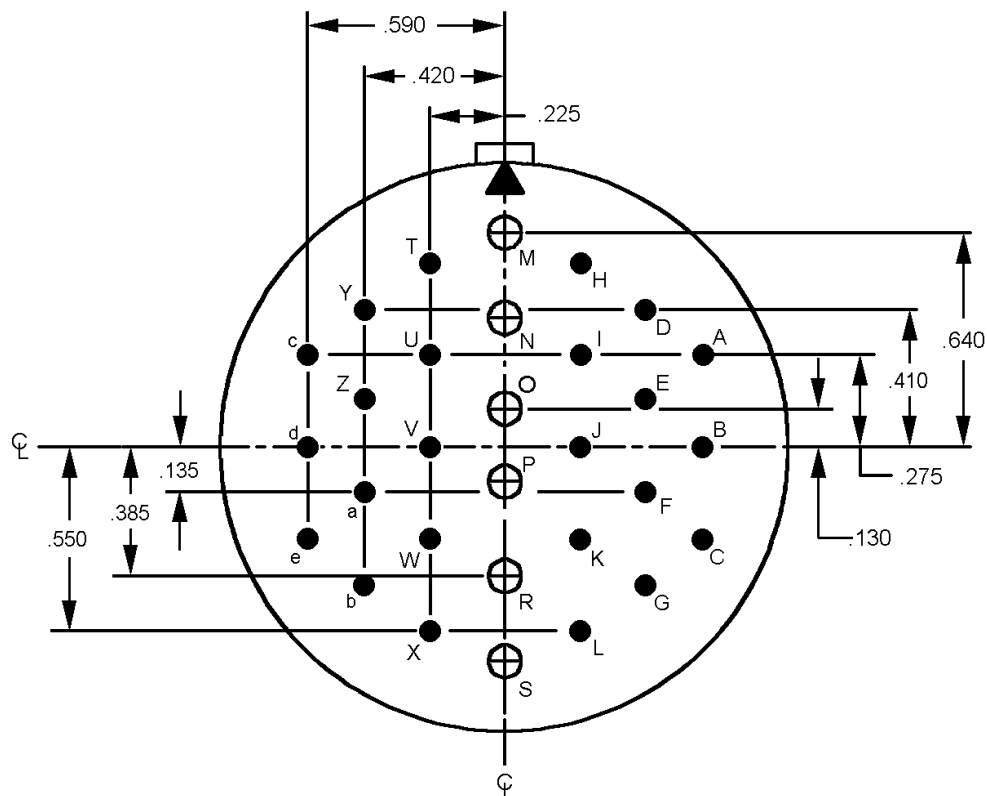 .590
.420
.225
M
T
H
Y
N
D
.640
c
U
I
A
.410
Z
O
E
℄
d
V
J
B
.135
P
.275
.385
a
F
.550
.130
e
W
K
C
b
R
G
X
L
S
℄